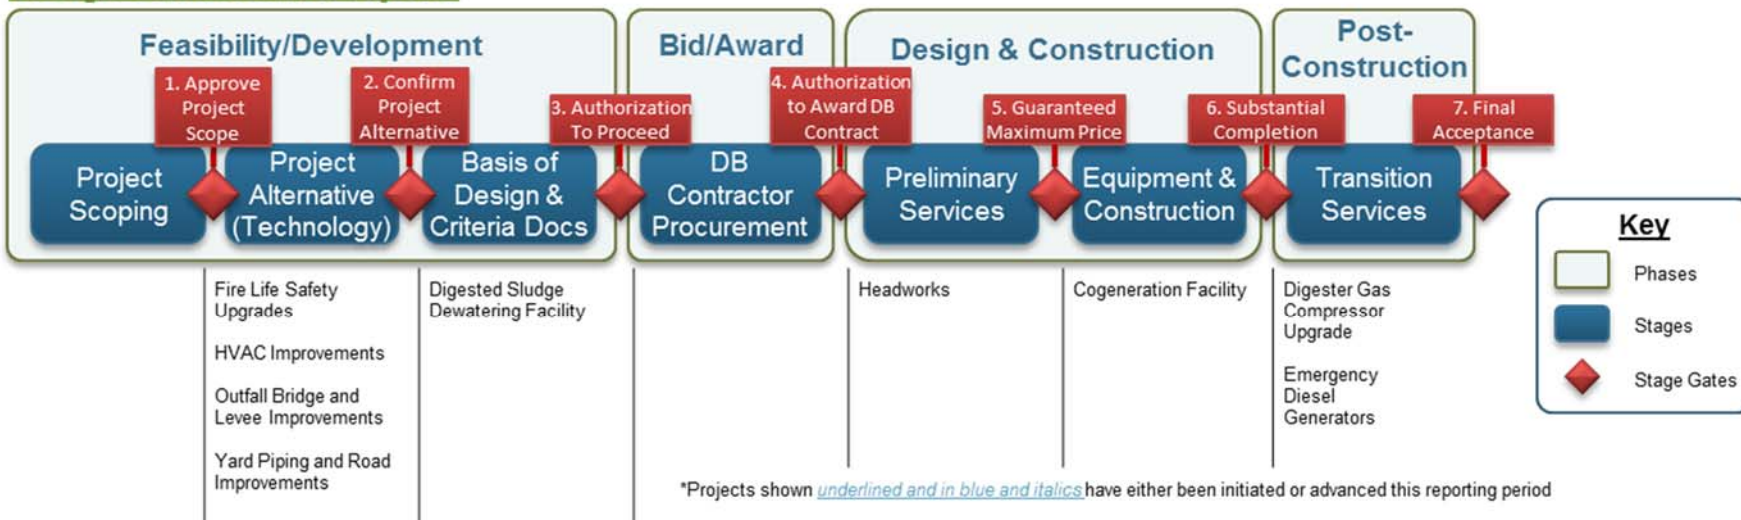 Feasibility/Development
Bid/Award
Design & Construction
Post-
Construction
1. Approve
Project
Scope
2. Confirm
Project
Alternative
3. Authorization
To Proceed
4. Authorization
to Award DB
Contract
5. Guaranteed
Maximum Price
6. Substantial
Completion
7. Final
Acceptance
Project
Scoping
Project
Alternative
(Technology)
Basis of
Design &
Criteria Docs
DB
Contractor
Procurement
Preliminary
Services
Equipment &
Construction
Transition
Services
Fire Life Safety
Upgrades
HVAC Improvements
Outfall Bridge and
Levee Improvements
Yard Piping and Road
Improvements
Digested Sludge
Dewatering Facility
Headworks
Cogeneration Facility
Digester Gas
Compressor
Upgrade
Emergency
Diesel
Generators
Key
Phases
Stages
Stage Gates
*Projects shown underlined and in blue and italics have either been initiated or advanced this reporting period